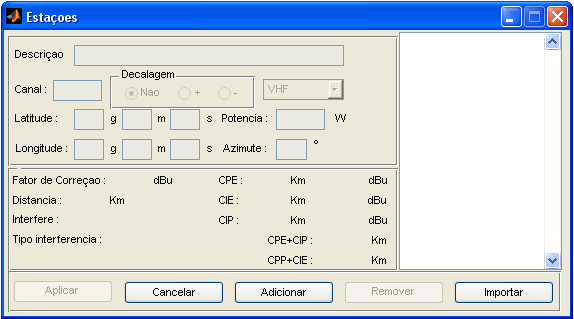 Estaçoes
Descriçao
Canal : Decalagem Nao + - VHF
Latitude : g m s Potencia : W
Longitude : g m s Azimute : º
Fator de Correçao : dBu CPE : Km dBu
Distancia : Km CIE : Km dBu
Interfere : CIP : Km dBu
Tipo interferencia : CPE+CIP : Km
CPP+CIE : Km
Aplicar Cancelar Adicionar Remover Importar